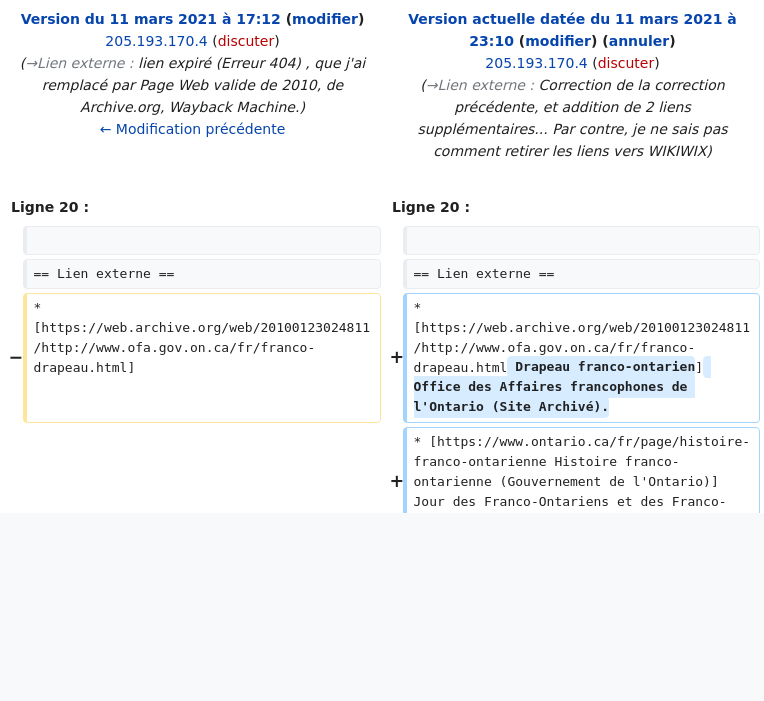 Version du 11 mars 2021 à 17:12 (modifier)
205.193.170.4 (discuter)
(→Lien externe : lien expiré (Erreur 404) , que j'ai
remplacé par Page Web valide de 2010, de
Archive.org, Wayback Machine.)
← Modification précédente
Version actuelle datée du 11 mars 2021 à
23:10 (modifier) (annuler)
205.193.170.4 (discuter)
(→Lien externe : Correction de la correction
précédente, et addition de 2 liens
supplémentaires... Par contre, je ne sais pas
comment retirer les liens vers WIKIWIX)
Ligne 20 :
Ligne 20 :
== Lien externe ==
== Lien externe ==
−
*
[https://web.archive.org/web/20100123024811
/http://www.ofa.gov.on.ca/fr/franco-
drapeau.html]
+
*
[https://web.archive.org/web/20100123024811
/http://www.ofa.gov.on.ca/fr/franco-
drapeau.html Drapeau franco-ontarien]
Office des Affaires francophones de
l'Ontario (Site Archivé).
+
* [https://www.ontario.ca/fr/page/histoire-
franco-ontarienne Histoire franco-
ontarienne (Gouvernement de l'Ontario)]
Jour des Franco-Ontariens et des Franco-